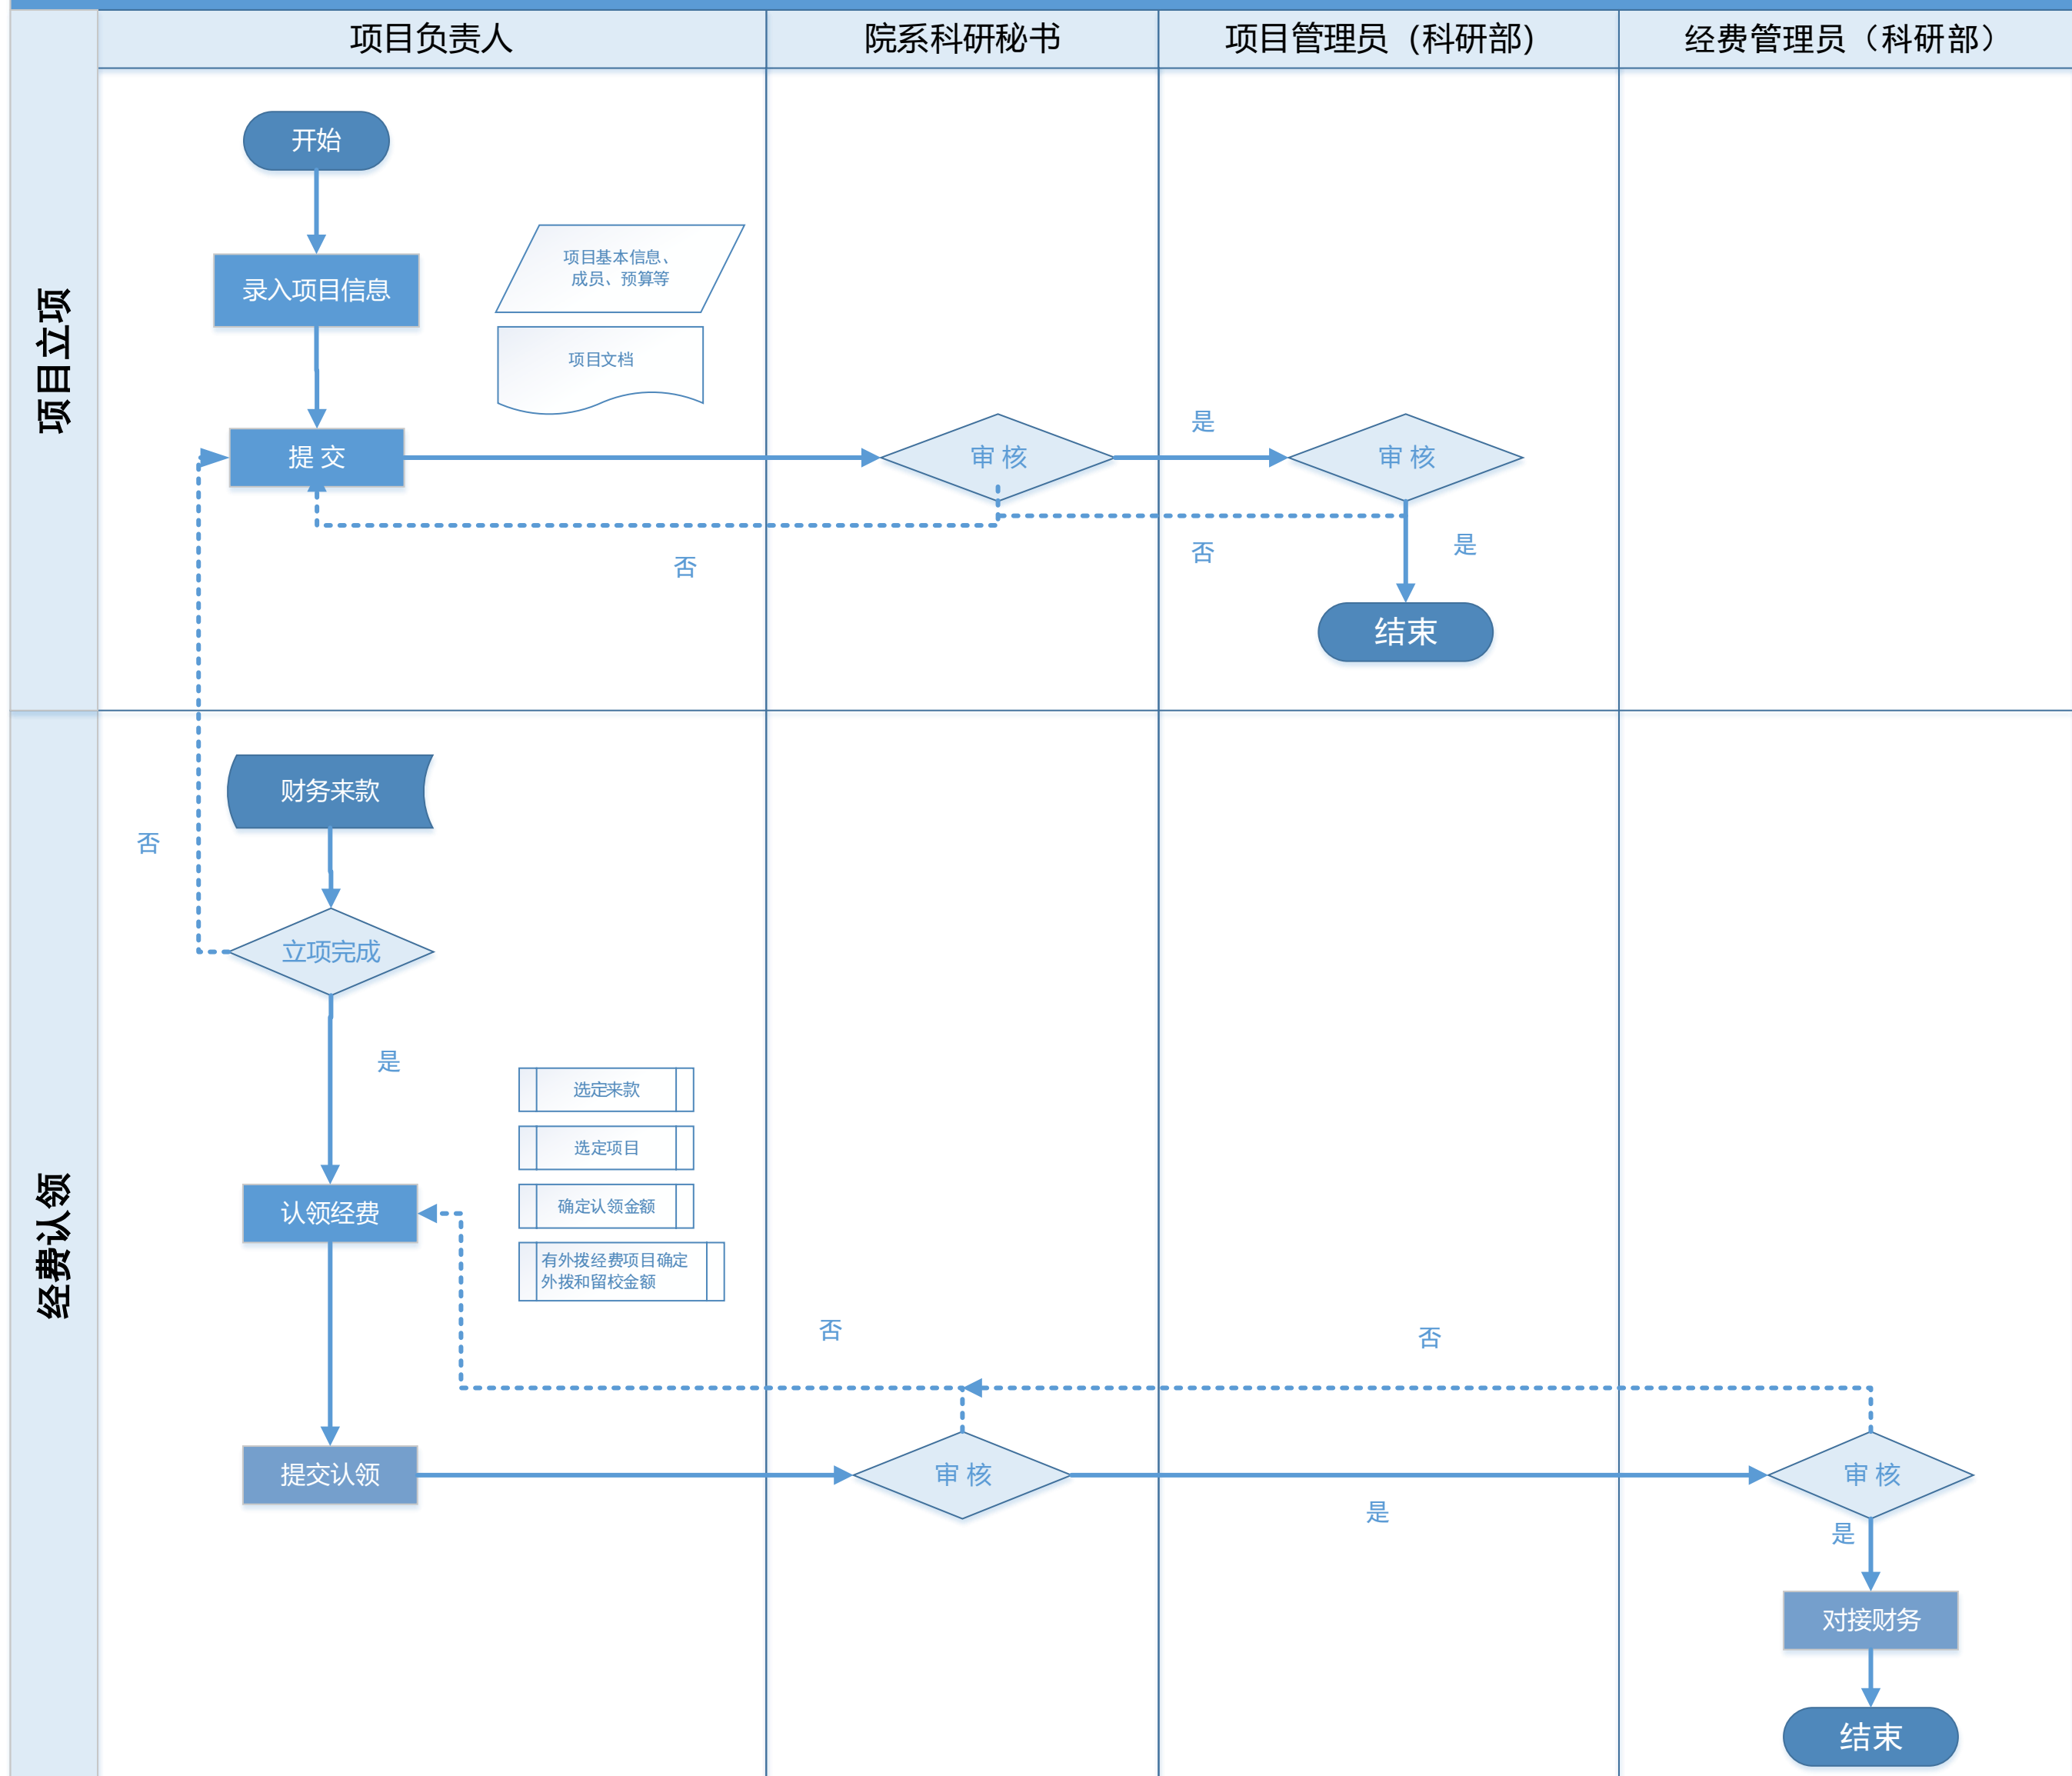 项目负责人
院系科研秘书
项目管理员（科研部）
经费管理员（科研部）
项目立项
开始
录入项目信息
项目基本信息、
成员、预算等
项目文档
提 交
审 核
是
审 核
否
否
是
结束
经费认领
财务来款
否
立项完成
是
选定来款
选定项目
认领经费
确定认领金额
有外拨经费项目确定
外拨和留校金额
否
否
提交认领
审 核
是
审 核
是
对接财务
结束